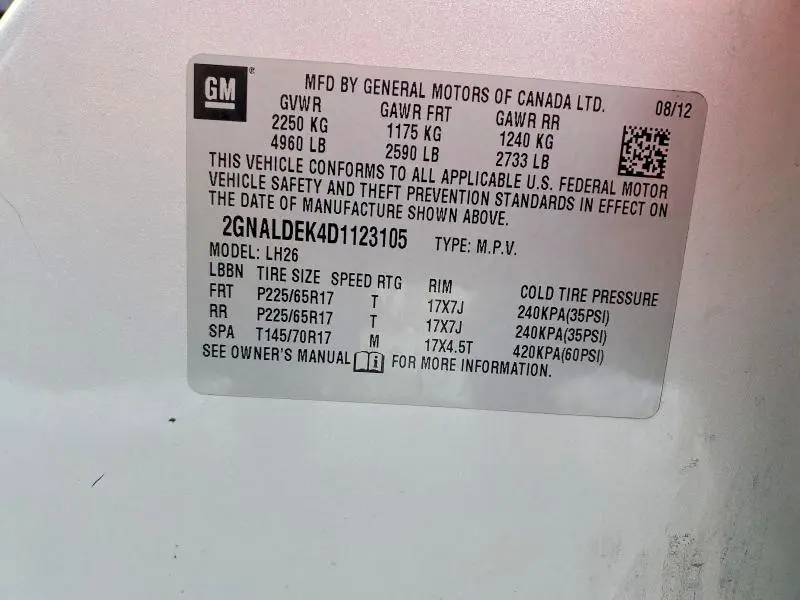 GM®
MFD BY GENERAL MOTORS OF CANADA LTD. 08/12
GVWR GAWR FRT GAWR RR
2250 KG 1175 KG 1240 KG
4960 LB 2590 LB 2733 LB
THIS VEHICLE CONFORMS TO ALL APPLICABLE U.S. FEDERAL MOTOR
VEHICLE SAFETY AND THEFT PREVENTION STANDARDS IN EFFECT ON
THE DATE OF MANUFACTURE SHOWN ABOVE.
2GNALDEK4D1123105 TYPE: M.P.V.
MODEL: LH26
LBBN TIRE SIZE SPEED RTG RIM COLD TIRE PRESSURE
FRT P225/65R17 T 17X7J 240KPA(35PSI)
RR P225/65R17 T 17X7J 240KPA(35PSI)
SPA T145/70R17 M 17X4.5T 420KPA(60PSI)
SEE OWNER'S MANUAL i FOR MORE INFORMATION.